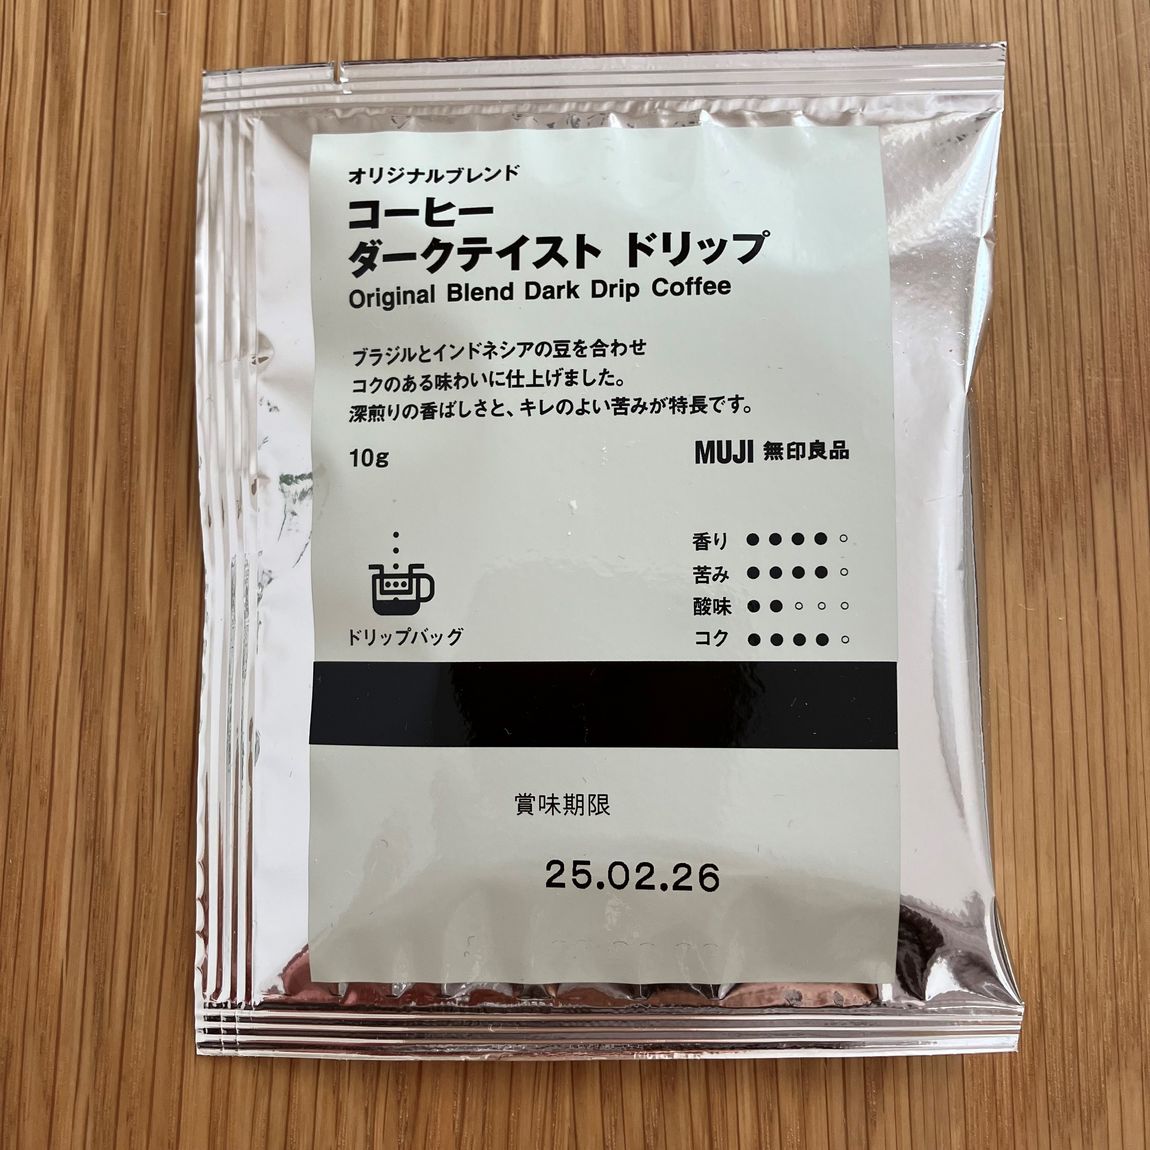 オリジナルブレンド
コーヒー
ダークテイスト ドリップ
Original Blend Dark Drip Coffee
ブラジルとインドネシアの豆を合わせ
コクのある味わいに仕上げました。
深煎りの香ばしさと、キレのよい苦みが特長です。
10g
MUJI 無印良品
ドリップバッグ
香り ●●●●○
苦み ●●●●○
酸味 ●●○○○
コク ●●●●○
賞味期限
25.02.26